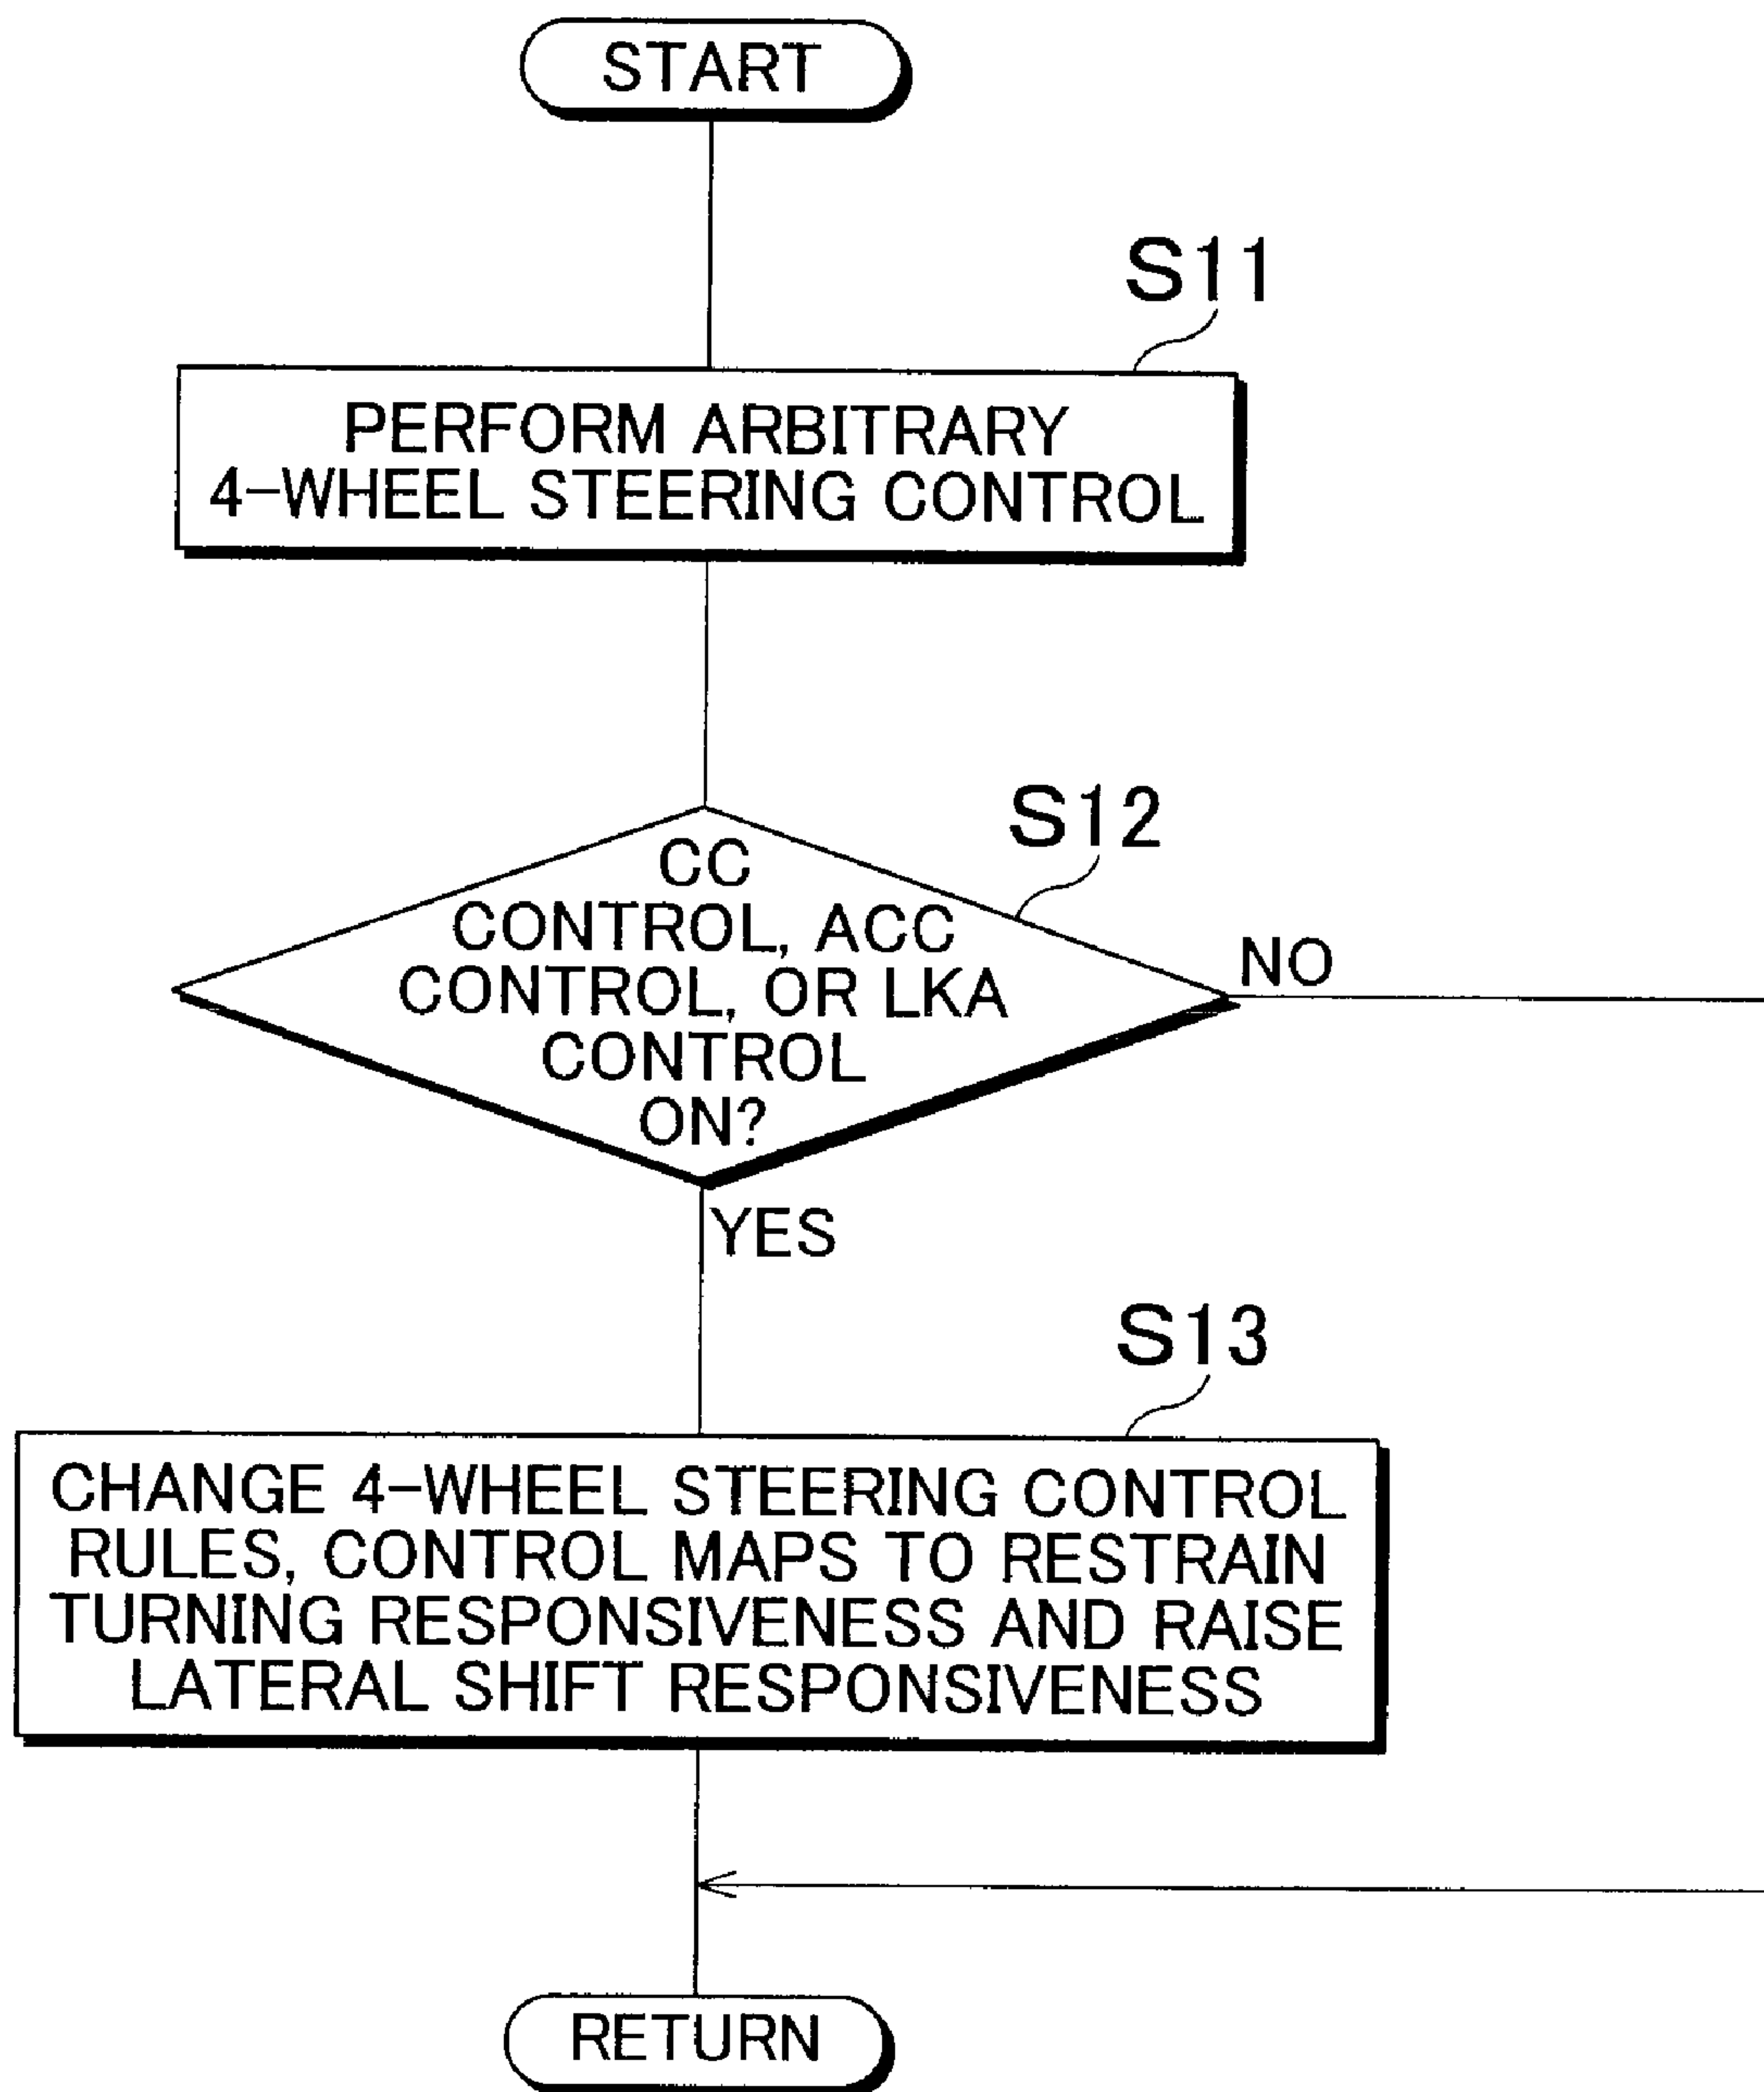 START
S11
PERFORM ARBITRARY
4-WHEEL STEERING CONTROL
S12
CC
CONTROL, ACC
CONTROL, OR LKA
CONTROL
ON?
NO
YES
S13
CHANGE 4-WHEEL STEERING CONTROL
RULES, CONTROL MAPS TO RESTRAIN
TURNING RESPONSIVENESS AND RAISE
LATERAL SHIFT RESPONSIVENESS
RETURN